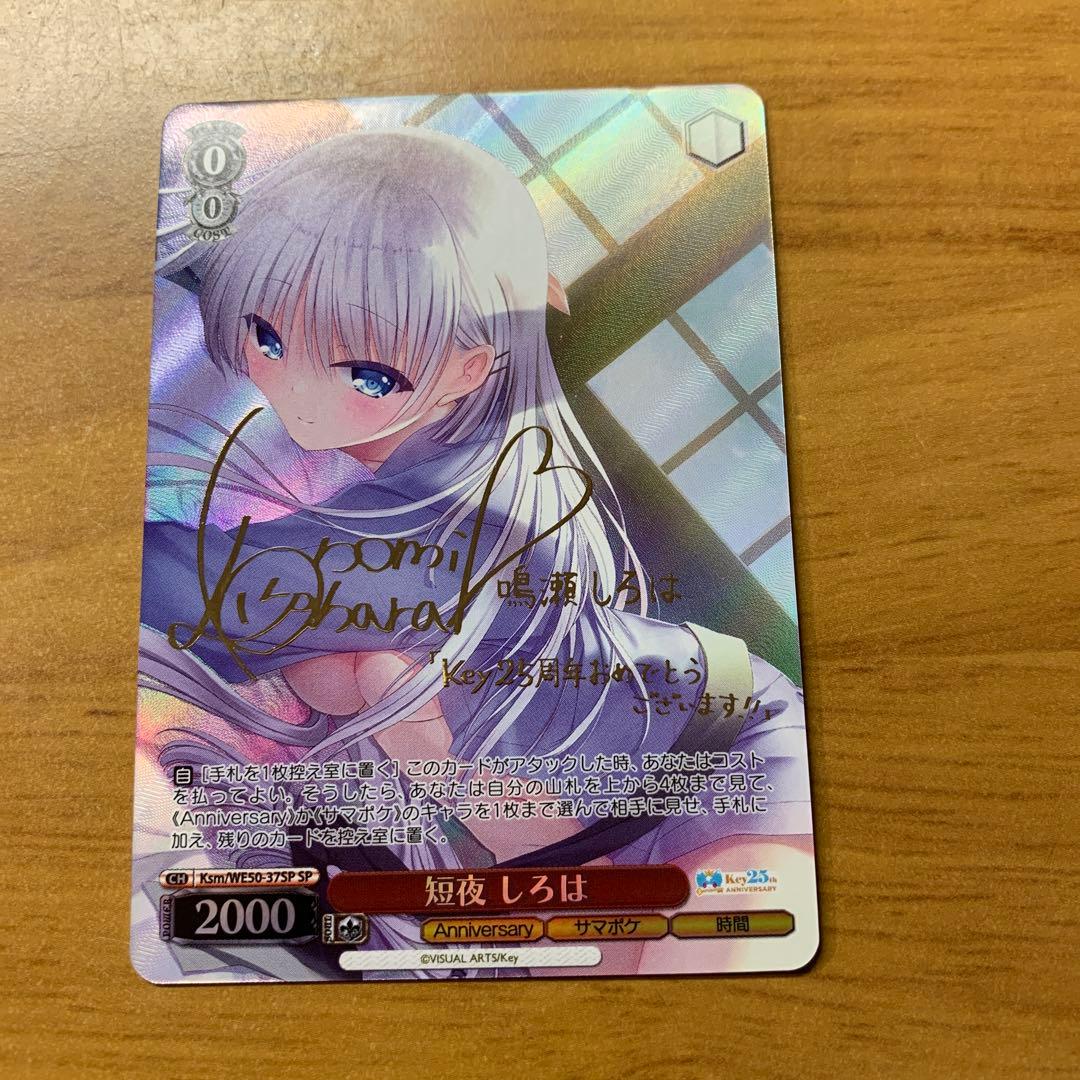 0
0
COST
Konomi
Kohara
鳴瀬しろは
「Key25周年おめでとう
ございます!!」
自 [手札を1枚控え室に置く] このカードがアタックした時、あなたはコスト
を払ってよい。そうしたら、あなたは自分の山札を上から4枚まで見て、
《Anniversary》か《サマポケ》のキャラを1枚まで選んで相手に見せ、手札に
加え、残りのカードを控え室に置く。
CH Ksm/WE50-37SP SP
短夜 しろは
Key25th
ANNIVERSARY
POWER
2000
Anniversary サマポケ 時間
©VISUAL ARTS/Key